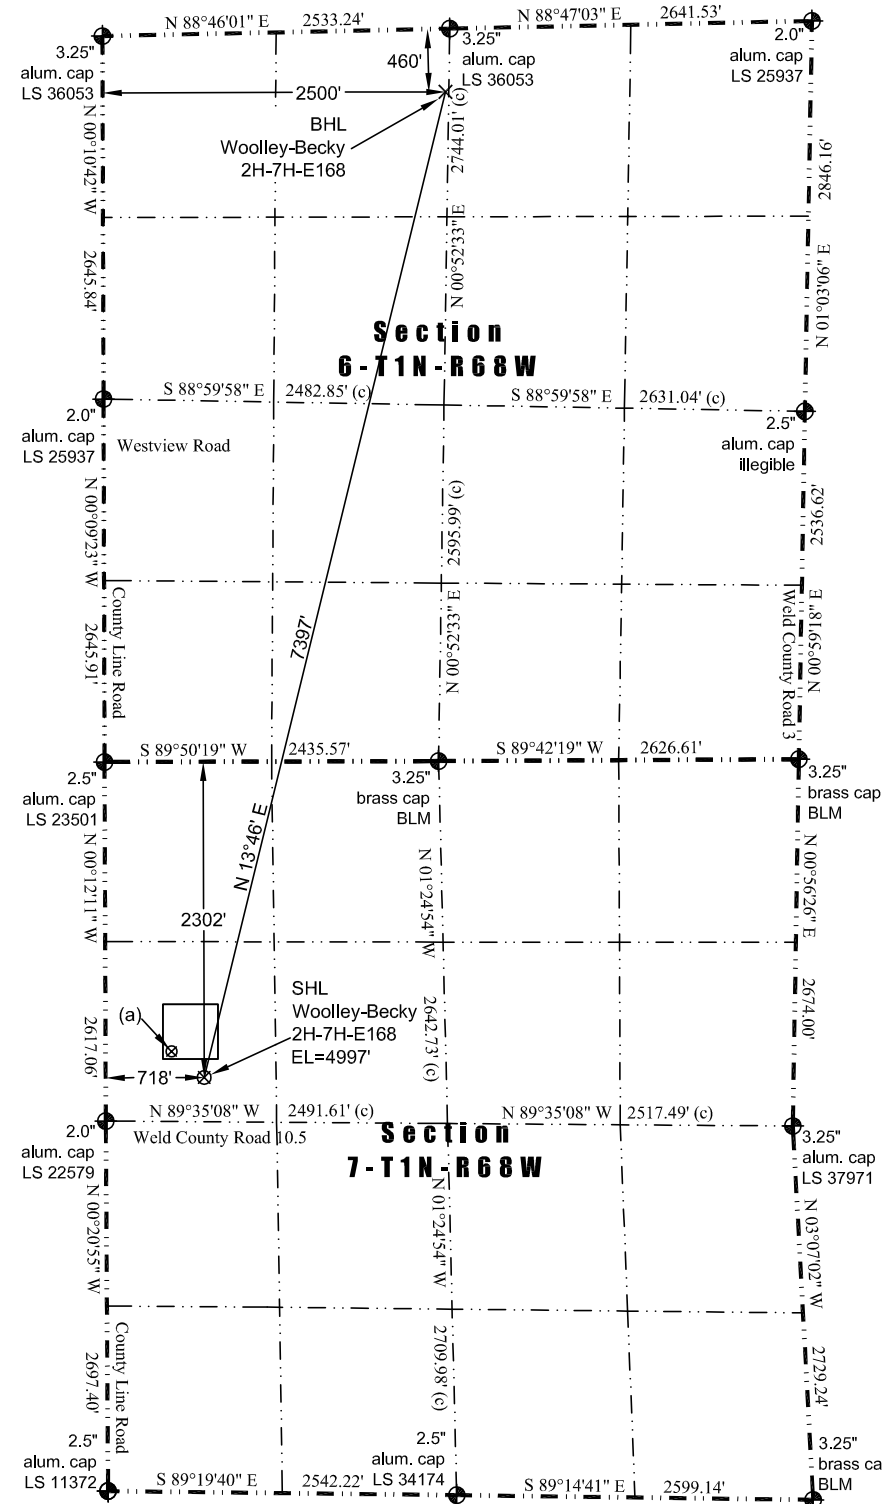 N 88°46'01" E 2533.24'
N 88°47'03" E 2641.53'
3.25"
alum. cap
LS 36053
3.25"
alum. cap
LS 36053
2.0"
alum. cap
LS 25937
460'
2500'
BHL
Woolley-Becky
2H-7H-E168
N 00°10'42" W 2645.84'
2744.01' (c)
N 00°52'33" E
2846.16'
N 01°03'06" E
Section
6-T1N-R68W
S 88°59'58" E 2482.85' (c)
S 88°59'58" E 2631.04' (c)
2.0"
alum. cap
LS 25937
Westview Road
2.5"
alum. cap
illegible
N 00°09'23" W 2645.91'
County Line Road
2595.99' (c)
N 00°52'33" E
2536.62'
N 00°59'18" E
Weld County Road 3
7397'
N 13°46' E
S 89°50'19" W 2435.57'
S 89°42'19" W 2626.61'
2.5"
alum. cap
LS 23501
3.25"
brass cap
BLM
3.25"
brass cap
BLM
N 00°12'11" W 2617.06'
N 01°24'54" W 2642.73' (c)
N 00°56'26" E 2674.00'
2302'
(a)
SHL
Woolley-Becky
2H-7H-E168
EL=4997'
718'
N 89°35'08" W 2491.61' (c)
N 89°35'08" W 2517.49' (c)
2.0"
alum. cap
LS 22579
Weld County Road 10.5
Section
7-T1N-R68W
3.25"
alum. cap
LS 37971
N 00°20'55" W 2697.40'
County Line Road
N 01°24'54" W 2709.98' (c)
N 03°07'02" W 2729.24'
2.5"
alum. cap
LS 11372
2.5"
alum. cap
LS 34174
3.25"
brass ca
BLM
S 89°19'40" E 2542.22'
S 89°14'41" E 2599.14'